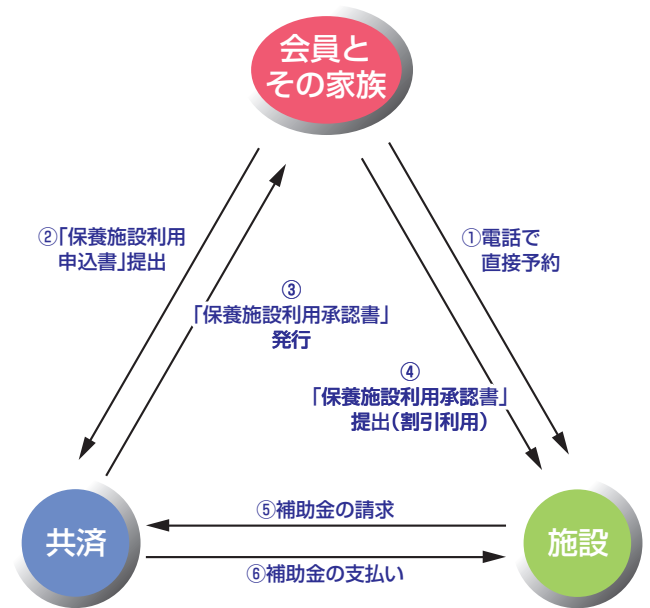 会員と
その家族
①電話で
直接予約
②「保養施設利用
申込書」提出
③
「保養施設利用承認書」
発行
④
「保養施設利用承認書」
提出（割引利用）
共済
⑤補助金の請求
⑥補助金の支払い
施設